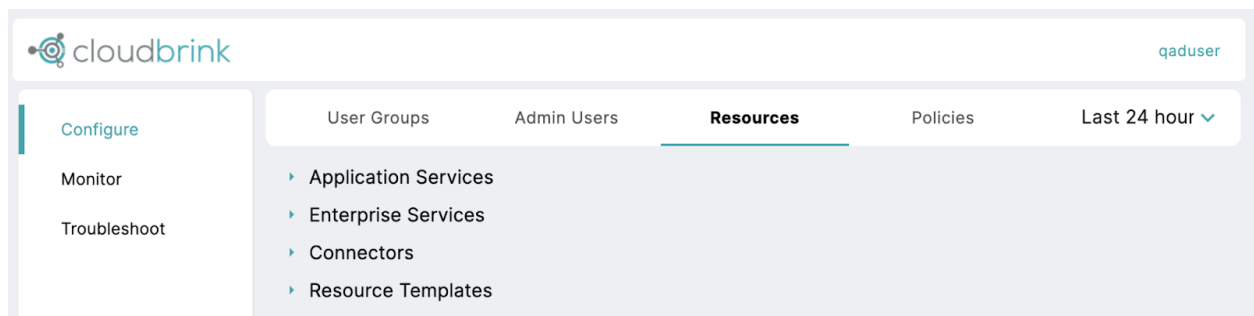 cloudbrink
qaduser
Configure
Monitor
Troubleshoot
User Groups
Admin Users
Resources
Policies
Last 24 hour
Application Services
Enterprise Services
Connectors
Resource Templates